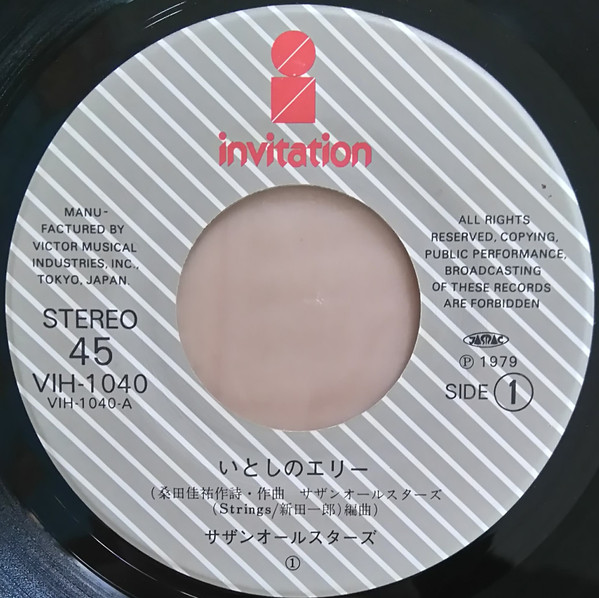 invitation
MANU-
FACTURED BY
VICTOR MUSICAL
INDUSTRIES, INC.,
TOKYO, JAPAN.
STEREO
45
VIH-1040
VIH-1040-A
ALL RIGHTS
RESERVED, COPYING,
PUBLIC PERFORMANCE,
BROADCASTING
OF THESE RECORDS
ARE FORBIDDEN
JASRAC
Ⓟ 1979
SIDE 1
いとしのエリー
(桑田佳祐作詩・作曲 サザンオールスターズ
(Strings/新田一郎)編曲)
サザンオールスターズ
①